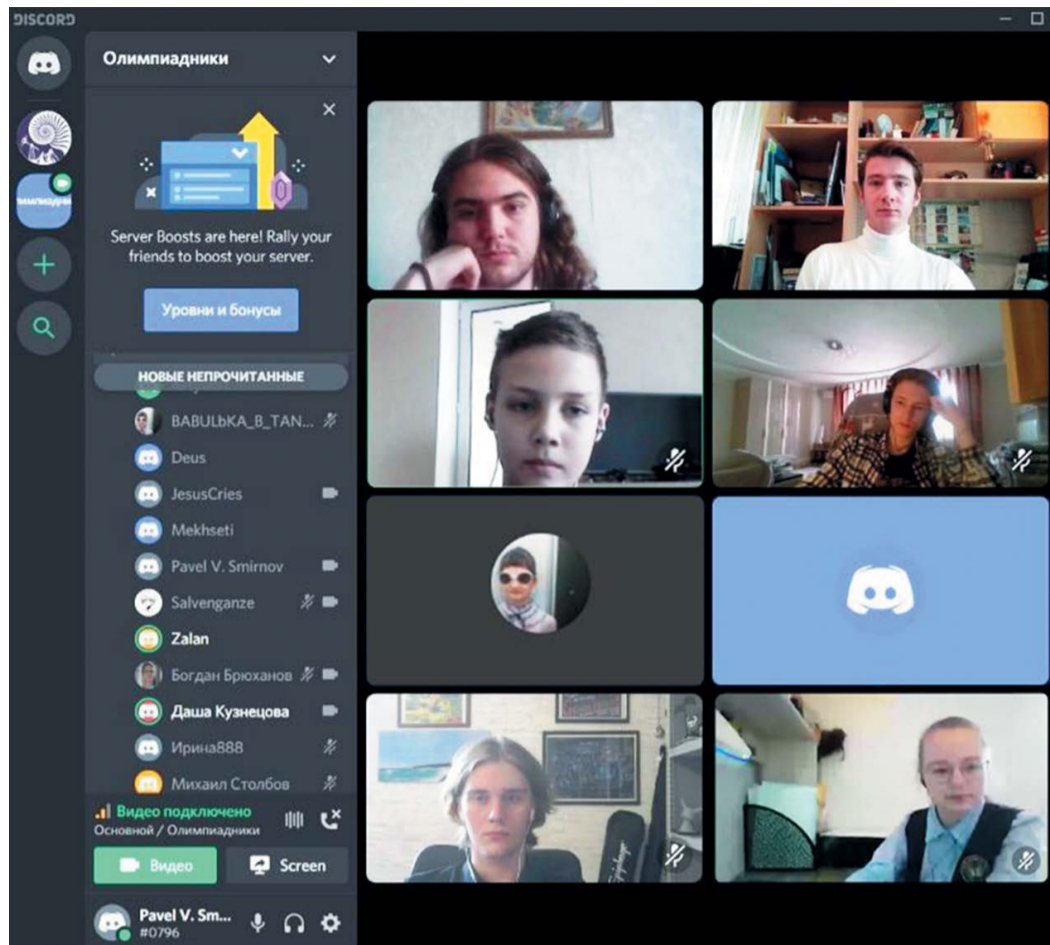 DISCORD
Олимпиадники
Server Boosts are here! Rally your
friends to boost your server.
Уровни и бонусы
НОВЫЕ НЕПРОЧИТАННЫЕ
BABULЬKA_B_TAN...
Deus
JesusCries
Mekhseti
Pavel V. Smirnov
Salvenganze
Zalan
Богдан Брюханов
Даша Кузнецова
Ирина888
Михаил Столбов
Видео подключено
Основной / Олимпиадники
Видео
Screen
Pavel V. Sm...
#0796
Epiphone